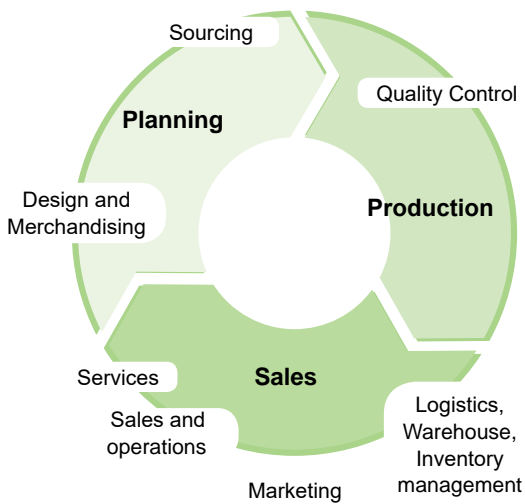 Sourcing
Quality Control
Planning
Design and
Merchandising
Production
Services
Sales
Sales and
operations
Logistics,
Warehouse,
Inventory
management
Marketing